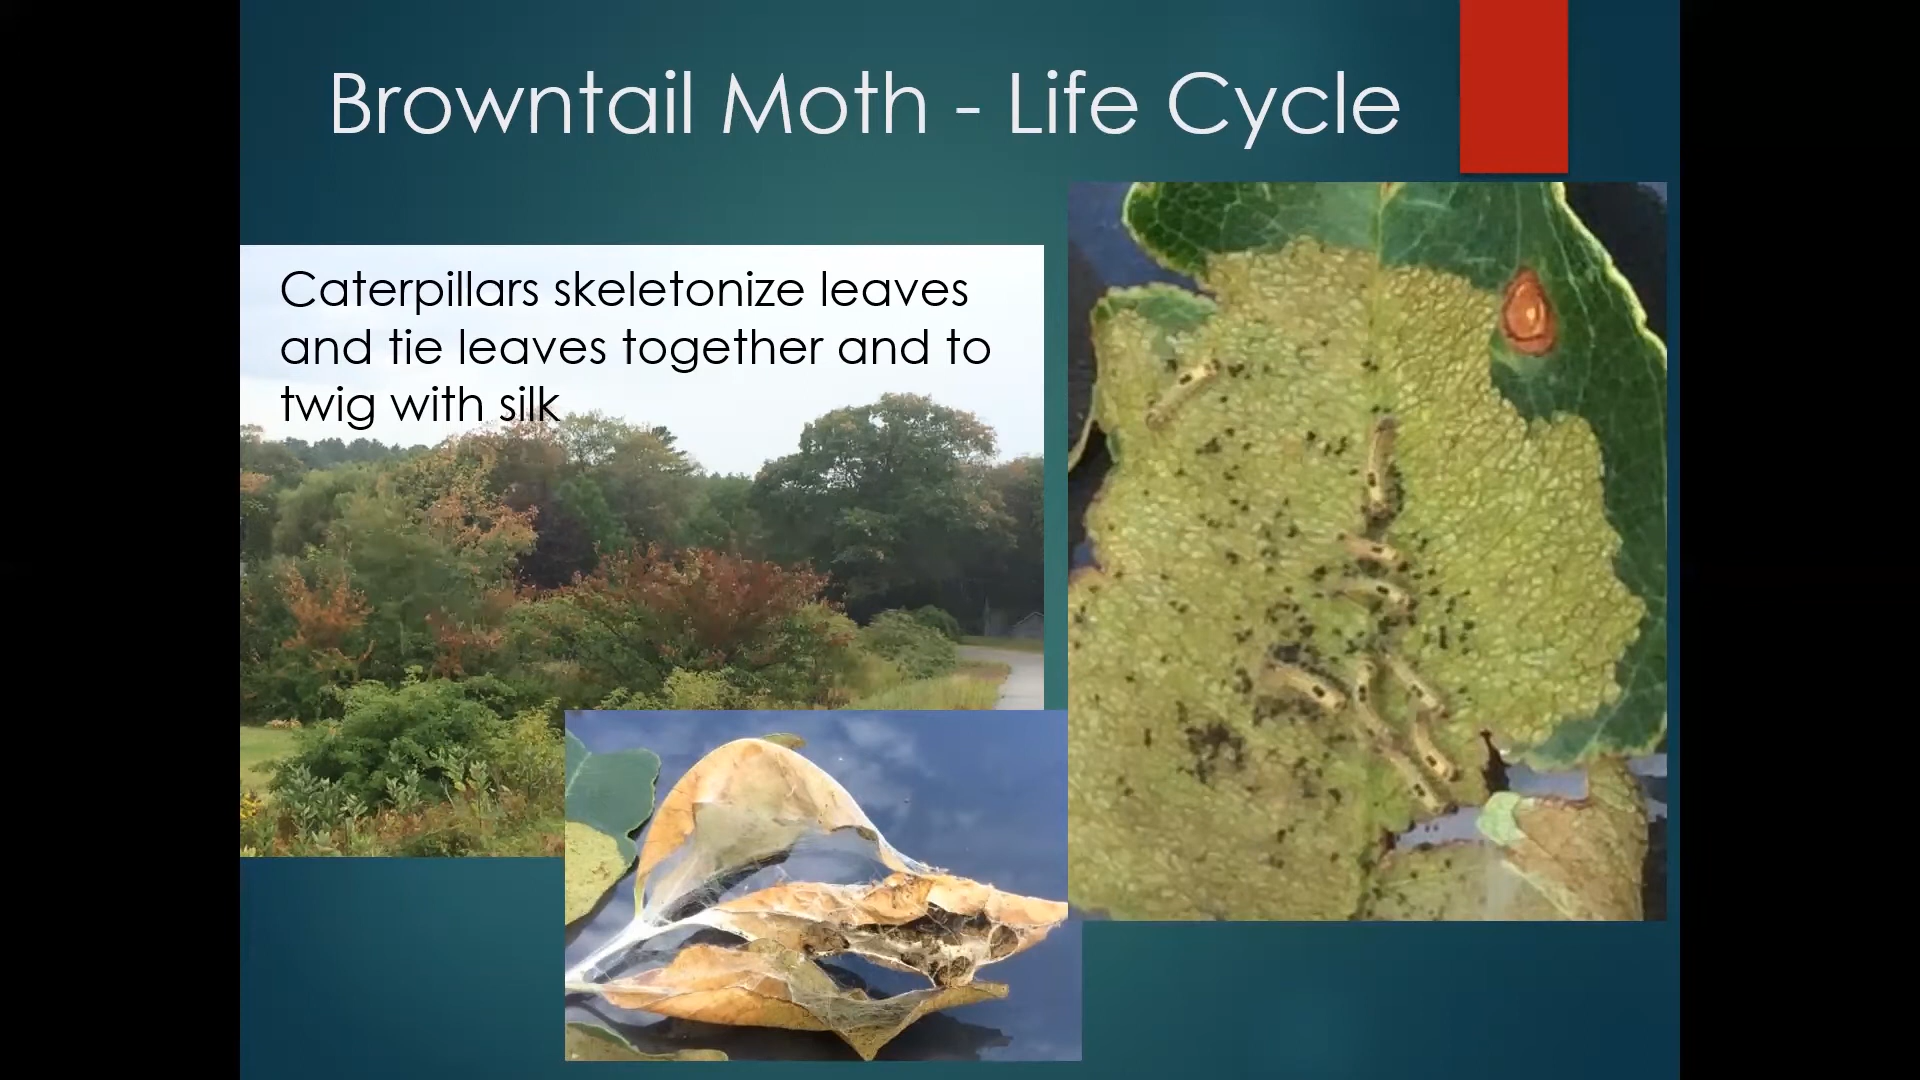 Browntail Moth - Life Cycle
Caterpillars skeletonize leaves
and tie leaves together and to
twig with silk